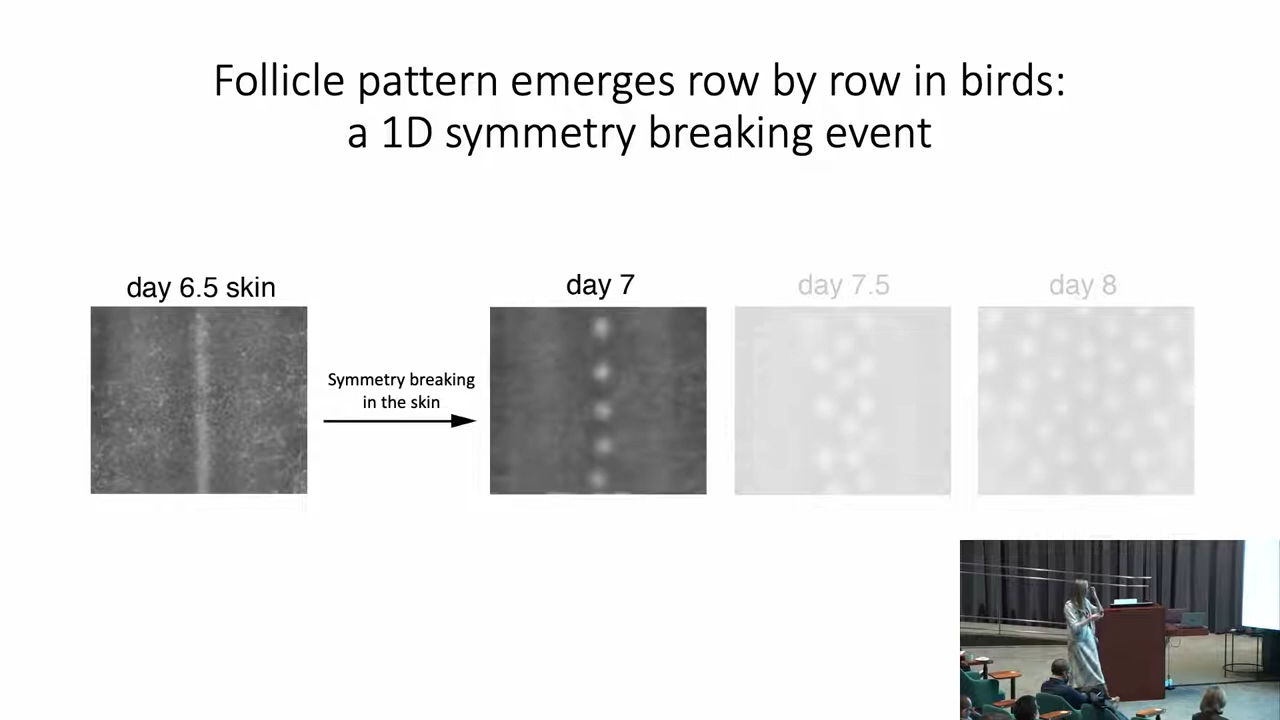 Follicle pattern emerges row by row in birds:
a 1D symmetry breaking event
day 6.5 skin
Symmetry breaking
in the skin
day 7
day 7.5
day 8